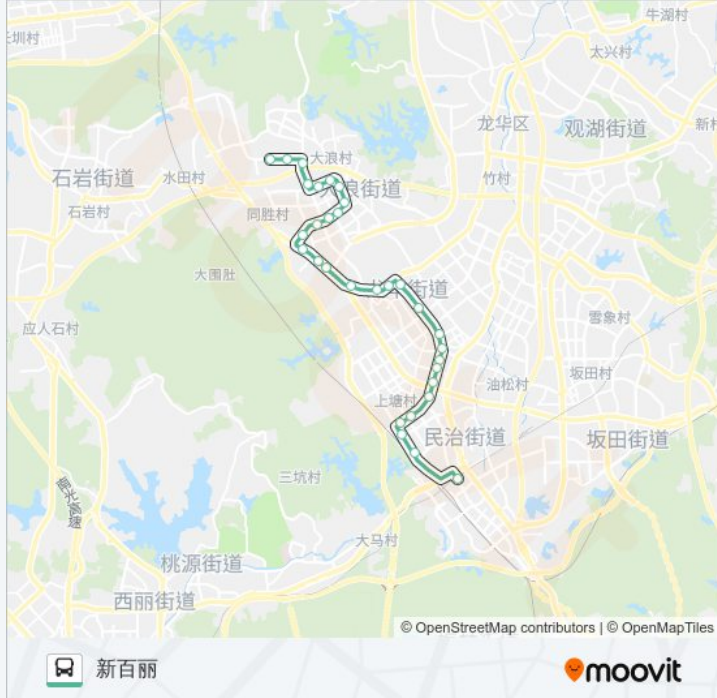 牛湖村
圳村
太兴村
龙华区
观湖街道
新村
大浪村
石岩街道
水田村
竹村
浪街道
石岩村
同胜村
大围肚
街道
雪象村
应人石村
坂田村
油松村
上塘村
民治街道
坂田街道
三坑村
南光高速
大马村
桃源街道
西丽街道
© OpenStreetMap contributors | © OpenMapTiles
新百丽
moovit